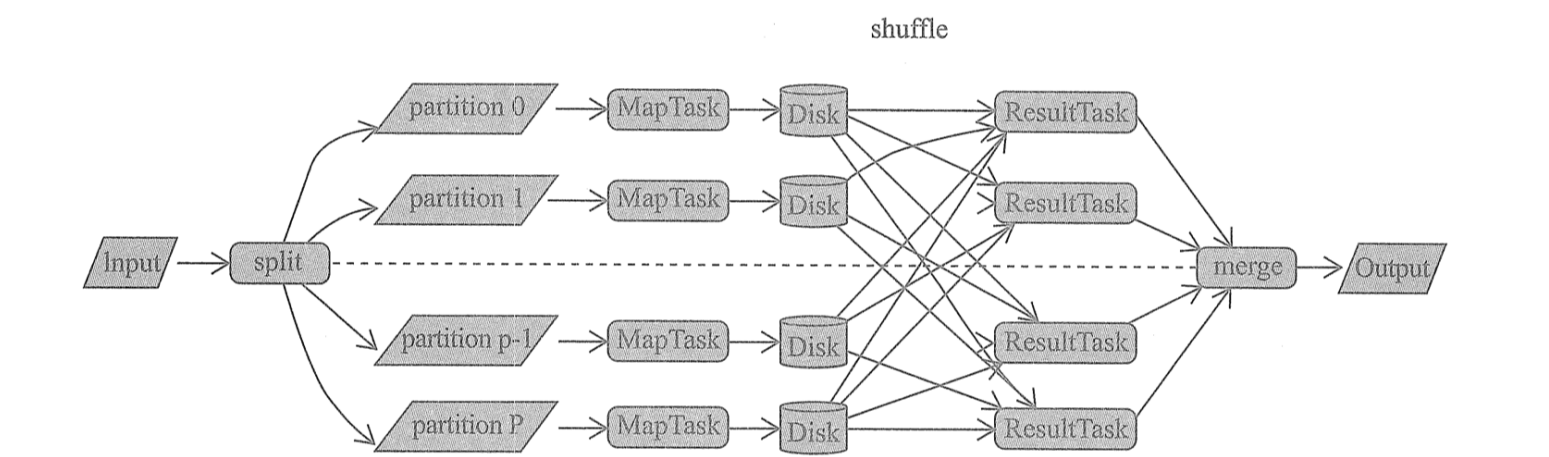 shuffle
partition 0 MapTask Disk ResultTask
partition 1 MapTask Disk ResultTask
Input split merge Output
partition p-1 MapTask Disk ResultTask
partition P MapTask Disk ResultTask